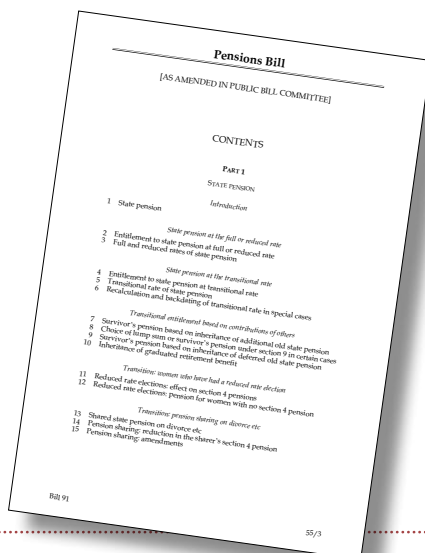 Pensions Bill
[AS AMENDED IN PUBLIC BILL COMMITTEE]
CONTENTS
PART 1
STATE PENSION
Introduction
1 State pension
State pension at the full or reduced rate
2 Entitlement to state pension at full or reduced rate
3 Full and reduced rates of state pension
State pension at the transitional rate
4 Entitlement to state pension at transitional rate
5 Transitional rate of state pension
6 Recalculation and backdating of transitional rate in special cases
Transitional entitlement based on contributions of others
7 Survivor's pension based on inheritance of additional old state pension
8 Choice of lump sum or survivor's pension under section 9 in certain cases
9 Survivor's pension based on inheritance of deferred old state pension
10 Inheritance of graduated retirement benefit
Transition: women who have had a reduced rate election
11 Reduced rate elections: effect on section 4 pensions
12 Reduced rate elections: pension for women with no section 4 pension
Transition: pension sharing on divorce etc
13 Shared state pension on divorce etc
14 Pension sharing: reduction in the sharer's section 4 pension
15 Pension sharing: amendments
Bill 91
55/3